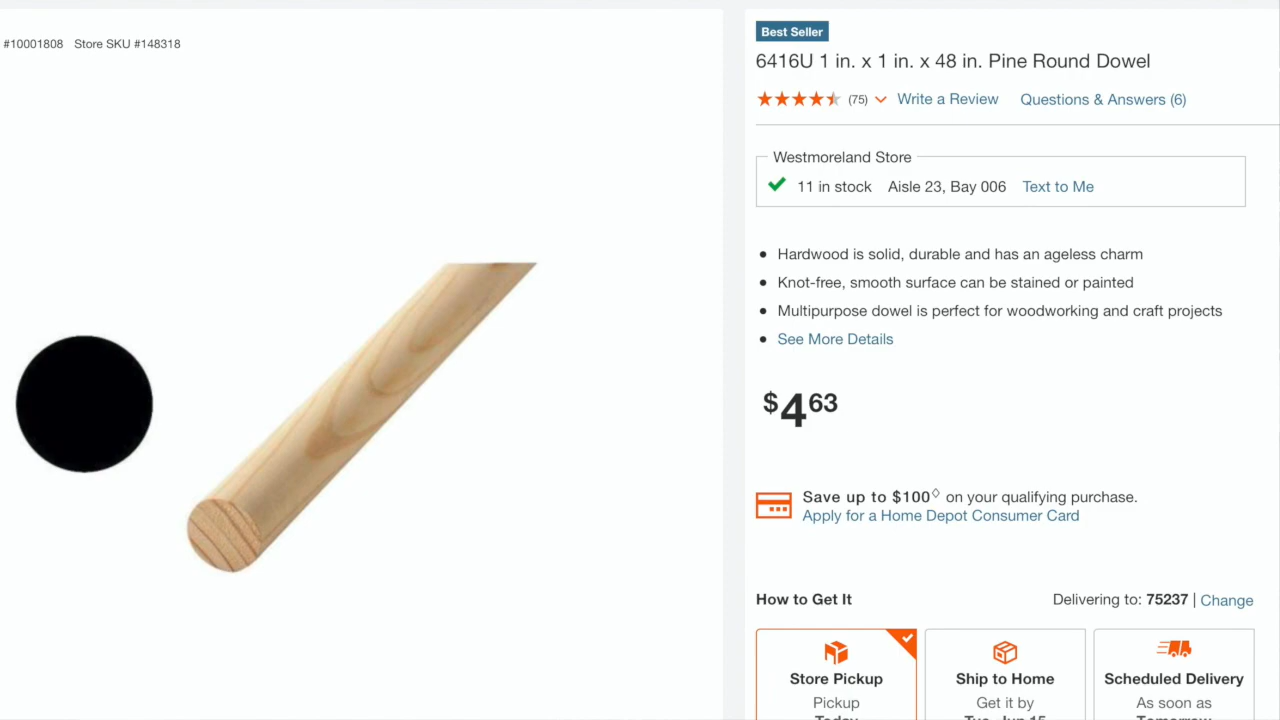 #10001808 Store SKU #148318
Best Seller
6416U 1 in. x 1 in. x 48 in. Pine Round Dowel
(75) Write a Review Questions & Answers (6)
Westmoreland Store
11 in stock Aisle 23, Bay 006 Text to Me
Hardwood is solid, durable and has an ageless charm
Knot-free, smooth surface can be stained or painted
Multipurpose dowel is perfect for woodworking and craft projects
See More Details
$4 63
Save up to $100◊ on your qualifying purchase.
Apply for a Home Depot Consumer Card
How to Get It Delivering to: 75237 | Change
Store Pickup Ship to Home Scheduled Delivery
Pickup Get it by As soon as
Today Tue, Jun 15 Tomorrow